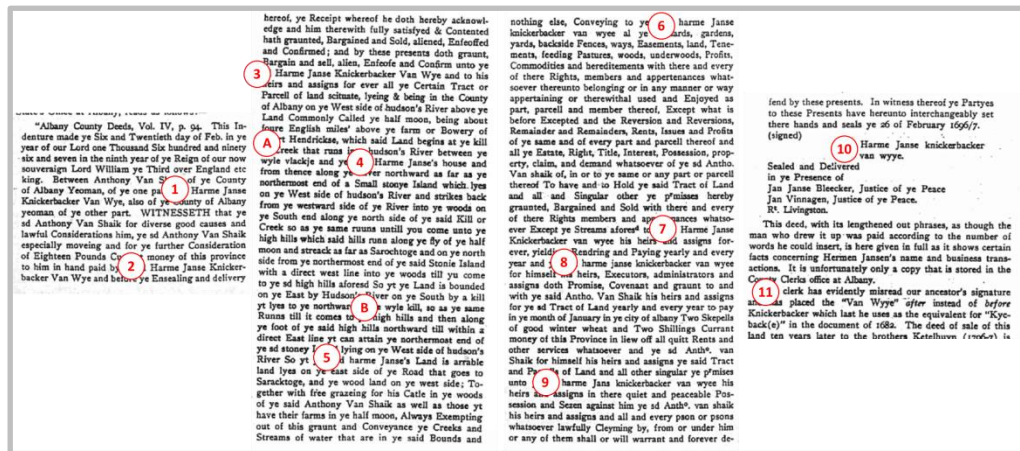 "Albany County Deeds, Vol. IV, p. 94. This In-
denture made ye Six and Twentieth day of Feb. in ye
year of our Lord one Thousand Six hundred and ninety
six and seven in the ninth year of ye Reign of our now
souveraign Lord William ye Third over England etc
king. Between Anthony Van of ye County
of Albany Yeoman, of ye one 1 Harme Janse
Knickerbacker Van Wye, also of ye County of Albany
yeoman of ye other part. WITNESSETH that ye
sd Anthony Van Shaik for diverse good causes and
lawful Considerations him, ye sd Anthony Van Shaik
especially moveing and for ye further Consideration
of Eighteen Pounds money of this province
to him in hand paid 2 Harme Janse Knicker-
backer Van Wye and before ye Ensealing and delivery
hereof, ye Receipt whereof he doth hereby acknowl-
edge and him therewith fully satisfyed & Contented
hath graunted, Bargained and Sold, aliened, Enfeoffed
and Confirmed; and by these presents doth graunt,
Bargain and sell, alien, Enfeofe and Confirm unto ye
3 Harme Janse Knickerbacker Van Wye and to his
heirs and assigns for ever all ye Certain Tract or
Parcell of land scituate, lyeing & being in the County
of Albany on ye West side of hudson's River above ye
Land Commonly Called ye half moon, being about
foure English miles' above ye farm or Bowery of
A Hendrickse, which said Land begins at ye kill
creek that runs hudson's River between ye
wyle vlackje and ye 4 Harme Janse's house and
from thence along ye River northward as far as ye
northermost end of a Small stonye Island which lyes
on ye West side of hudson's River and strikes back
from ye westward side of ye River into ye woods on
ye South end along ye north side of ye said Kill or
Creek so as ye same ruuns untill you come unto ye
high hills which said hills run along ye fly of ye half
moon and streack as far as Sarochtoge and on ye north
side from ye northermost end of ye said Stonie Island
with a direct west line into ye woods till yu come
to ye sd high hills aforesd So yt ye Land is bounded
on ye East by Hudson's River on ye South by a kill
yt lyes to ye northward B wyle kill, so as ye same
Runns till it comes to high hills and then along
ye foot of ye said high hills northward till within a
direct East line yt can attain ye northermost end of
ye sd stoney lying on ye West side of hudson's
River So yt 5 harme Janse's Land is arrable
land lyes on ye east side of ye Road that goes to
Saracktoge, and ye wood land on ye west side; To-
gether with free grazeing for his Catle in ye woods
of ye said Anthony Van Shaik as well as those yt
have their farms in ye half moon, Always Exempting
out of this graunt and Conveyance ye Creeks and
Streams of water that are in ye said Bounds and
nothing else, Conveying to ye 6 harme Janse
knickerbacker van wyee al ye gardens,
yards, backside Fences, ways, Easements, land, Tene-
ments, feeding Pastures, woods, underwoods, Profits,
Commodities and bereditements with there and every
of there Rights, members and appertenances what-
soever thereunto belonging or in any manner or way
appertaining or therewithal used and Enjoyed as
part, parcell and member thereof, Except what is
before Excepted and the Reversion and Reversions,
Remainder and Remainders, Rents, Issues and Profits
of ye same and of every part and parcell thereof and
all ye Estate, Right, Title, Interest, Possession, prop-
erty, claim, and demand whatsoever of ye sd Antho.
Van shaik of, in or to ye same or any part or parcell
thereof To have and to Hold ye said Tract of Land
and all and Singular other ye p'mises hereby
graunted, Bargained and Sold with there and every
of there Rights members and whatso-
ever Except ye Streams afores<sup>d</sup> 7 Harme Janse
Knickerbacker van wye his heirs and assigns for-
ever, Rendring and Paying yearly and every
year and 8 harme janse knickerbacker van wye
for himself his heirs, Executors, administrators and
assigns doth Promise, Covenant and graunt to and
with ye said Antho. Van Shaik his heirs and assigns
for ye sd Tract of Land yearly and every year to pay
in ye month of January in ye city of albany Two Skepells
of good winter wheat and Two Shillings Currant
money of this Province in liew off all quitt Rents and
other services whatsoever and ye sd Anth<sup>o</sup>. van
Shaik for himself his heirs and assigns ye said Tract
and of Land and all other singular ye p'mises
unto 9 harme Jans knickerbacker van wye his
heirs assigns in there quiet and peaceable Pos-
session and Sezen against him ye sd Anth<sup>o</sup>. van shaik
his heirs and assigns and all and every pson or psons
whatsoever lawfully Cleyming by, from or under him
or any of them shall or will warrant and forever de-
fend by these presents. In witness thereof ye Partyes
to these Presents have hereunto interchangeably set
there hands and seals ye 26 of February 1696/7.
(signed)
10 Harme Janse knickerbacker
van wyye.
Sealed and Delivered
in ye Presence of
Jan Janse Bleecker, Justice of ye Peace
Jan Vinnagen, Justice of ye Peace.
R<sup>t</sup>. Livingston.
This deed, with its lengthened out phrases, as though the
man who drew it up was paid according to the number of
words he could insert, is here given in full as it shows certain
facts concerning Hermen Jansen's name and business trans-
actions. It is unfortunately only a copy that is stored in the
County Clerks office at Albany.
11 clerk has evidently misread our ancestor's signature
and has placed the "Van Wyye" after instead of before
Knickerbacker which last he uses as the equivalent for "Kyc-
back(e)" in the document of 1682. The deed of sale of this
land ten years later to the brothers Ketelhuyn (1706-7) is